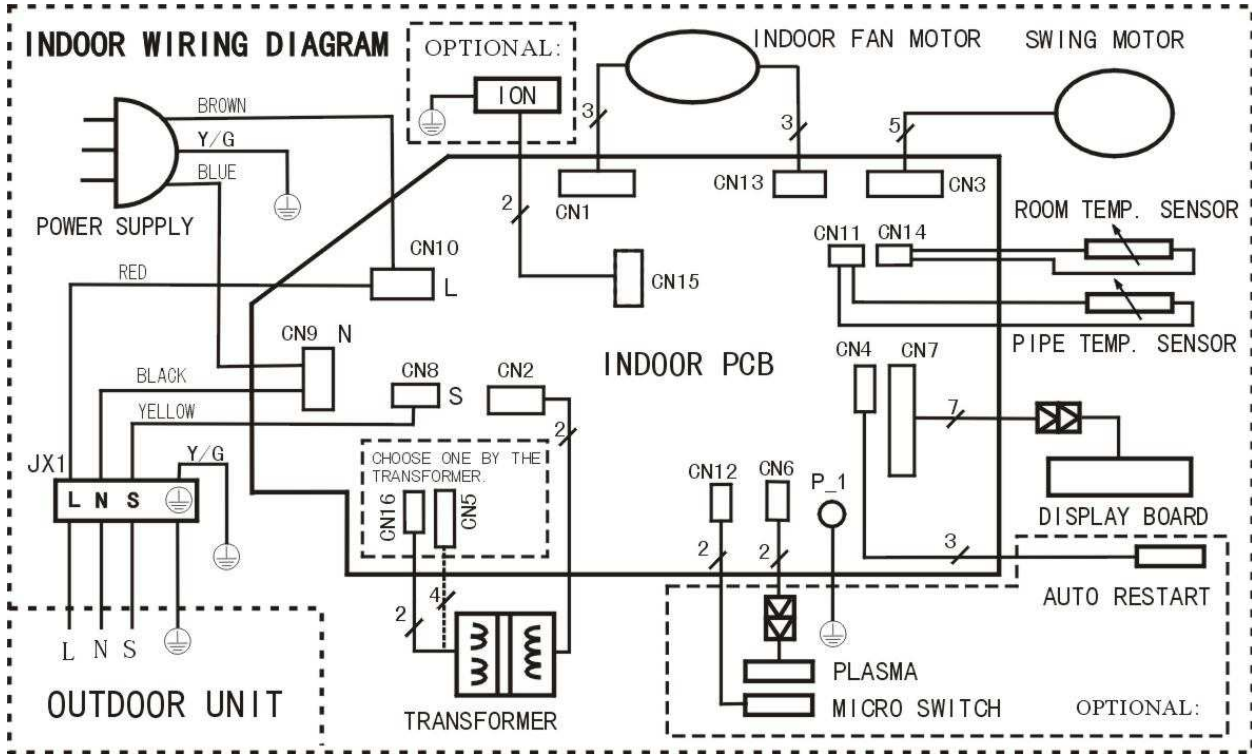 INDOOR WIRING DIAGRAM
OPTIONAL:
INDOOR FAN MOTOR
SWING MOTOR
ION
BROWN
Y/G
BLUE
3
3
5
POWER SUPPLY
CN1
CN13
CN3
2
ROOM TEMP. SENSOR
CN10
L
CN11
CN14
RED
CN15
CN9
N
PIPE TEMP. SENSOR
INDOOR PCB
CN4
CN7
BLACK
CN8
S
CN2
YELLOW
7
2
JX1
Y/G
CHOOSE ONE BY THE
TRANSFORMER.
CN16
CN5
L N S
CN12
CN6
P_1
DISPLAY BOARD
2
2
3
AUTO RESTART
2
4
L N S
OUTDOOR UNIT
TRANSFORMER
PLASMA
MICRO SWITCH
OPTIONAL: